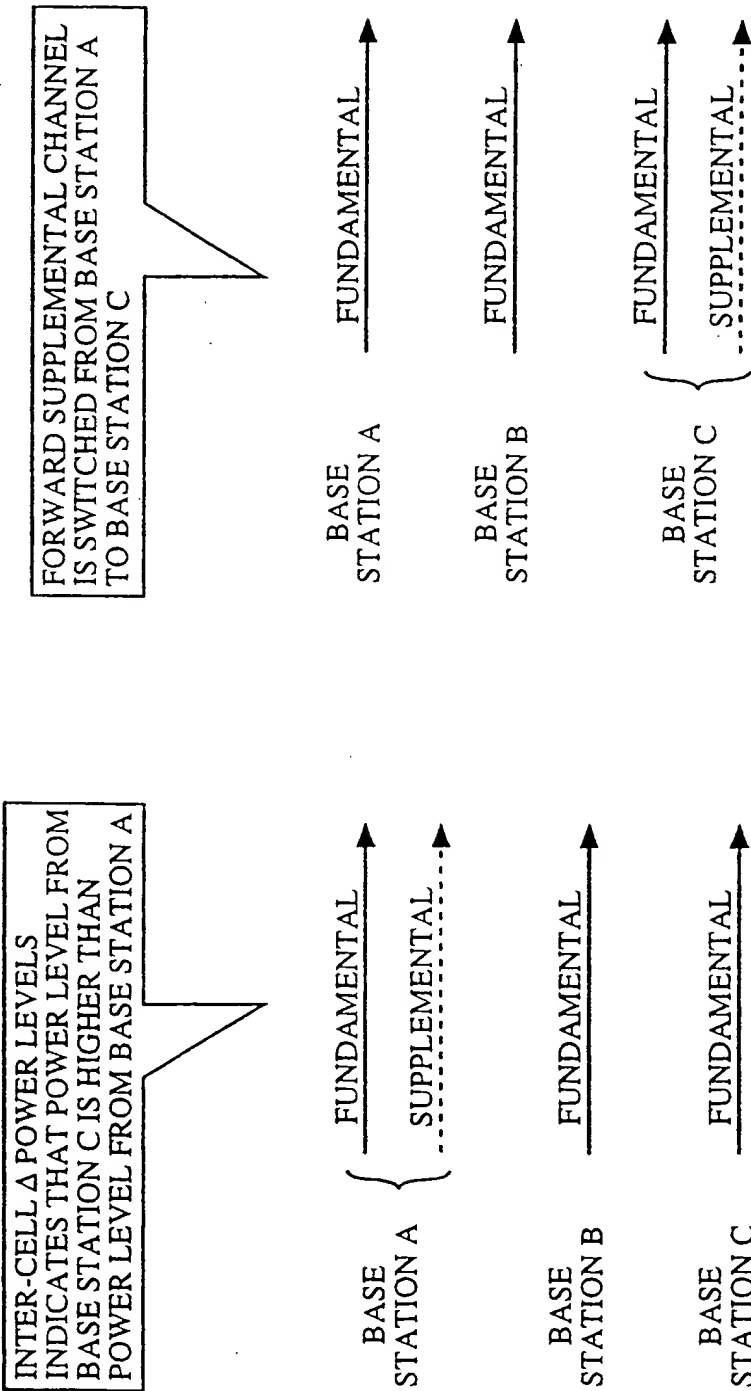 INTER-CELL Δ POWER LEVELS
INDICATES THAT POWER LEVEL FROM
BASE STATION C IS HIGHER THAN
POWER LEVEL FROM BASE STATION A
BASE
STATION A
FUNDAMENTAL
SUPPLEMENTAL
BASE
STATION B
FUNDAMENTAL
BASE
STATION C
FUNDAMENTAL
FORWARD SUPPLEMENTAL CHANNEL
IS SWITCHED FROM BASE STATION A
TO BASE STATION C
BASE
STATION A
FUNDAMENTAL
BASE
STATION B
FUNDAMENTAL
BASE
STATION C
FUNDAMENTAL
SUPPLEMENTAL